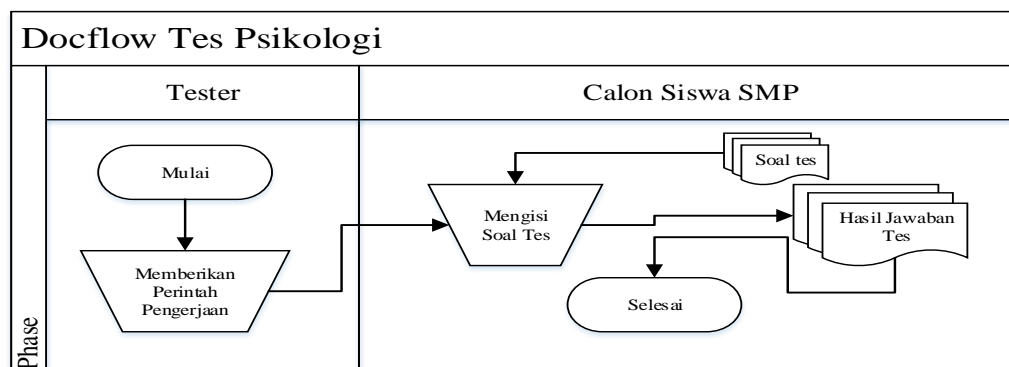 Docflow Tes Psikologi
Tester
Calon Siswa SMP
Phase
Mulai
Memberikan
Perintah
Pengerjaan
Soal tes
Mengisi
Soal Tes
Hasil Jawaban
Tes
Selesai